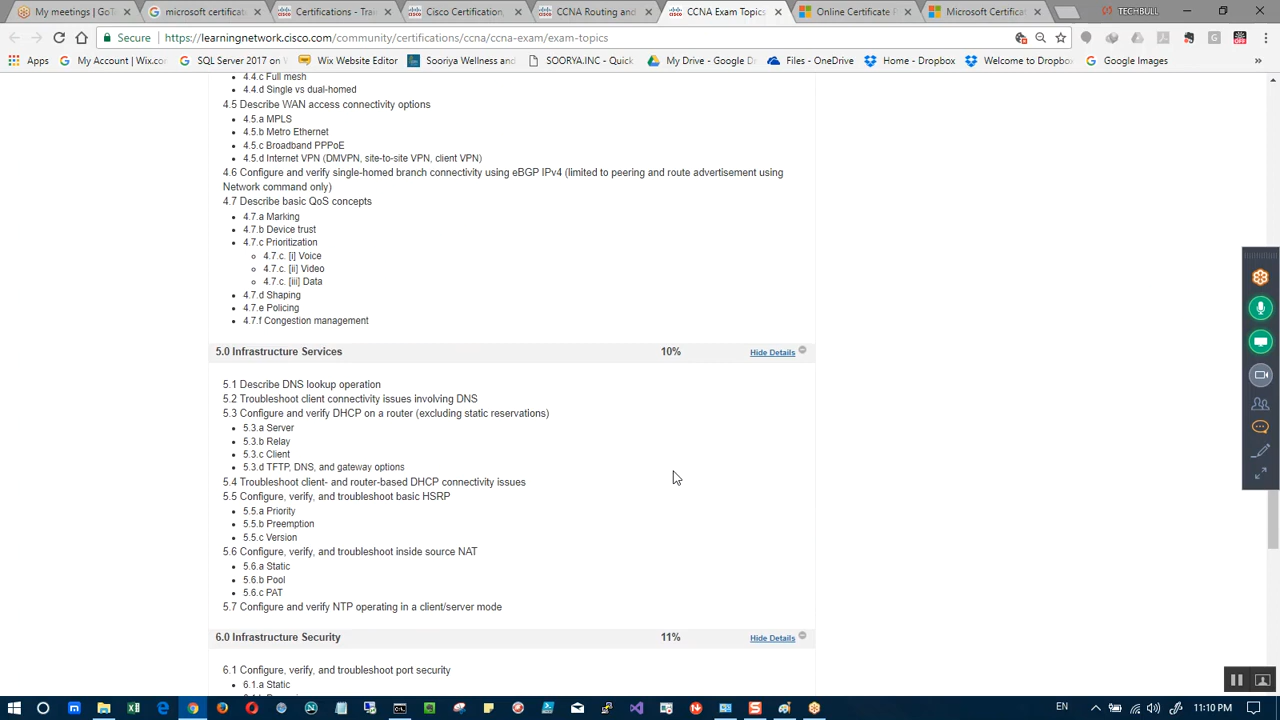 My meetings | GoT
microsoft certificat
Certifications - Trai
Cisco Certification,
CCNA Routing and
CCNA Exam Topics
Online Certificate P
Microsoft Certificat
TECHBULL
Secure
https://learningnetwork.cisco.com/community/certifications/ccna/ccna-exam/exam-topics
Apps
My Account | Wix.co
SQL Server 2017 on
Wix Website Editor
Sooriya Wellness an
SOORYA.INC - Quick
My Drive - Google D
Files - OneDrive
Home - Dropbox
Welcome to Dropbox
Google Images
»
4.4.c Full mesh
4.4.d Single vs dual-homed
4.5 Describe WAN access connectivity options
4.5.a MPLS
4.5.b Metro Ethernet
4.5.c Broadband PPPoE
4.5.d Internet VPN (DMVPN, site-to-site VPN, client VPN)
4.6 Configure and verify single-homed branch connectivity using eBGP IPv4 (limited to peering and route advertisement using
Network command only)
4.7 Describe basic QoS concepts
4.7.a Marking
4.7.b Device trust
4.7.c Prioritization
4.7.c. [i] Voice
4.7.c. [ii] Video
4.7.c. [iii] Data
4.7.d Shaping
4.7.e Policing
4.7.f Congestion management
5.0 Infrastructure Services 10% Hide Details
5.1 Describe DNS lookup operation
5.2 Troubleshoot client connectivity issues involving DNS
5.3 Configure and verify DHCP on a router (excluding static reservations)
5.3.a Server
5.3.b Relay
5.3.c Client
5.3.d TFTP, DNS, and gateway options
5.4 Troubleshoot client- and router-based DHCP connectivity issues
5.5 Configure, verify, and troubleshoot basic HSRP
5.5.a Priority
5.5.b Preemption
5.5.c Version
5.6 Configure, verify, and troubleshoot inside source NAT
5.6.a Static
5.6.b Pool
5.6.c PAT
5.7 Configure and verify NTP operating in a client/server mode
6.0 Infrastructure Security 11% Hide Details
6.1 Configure, verify, and troubleshoot port security
6.1.a Static
EN
11:10 PM